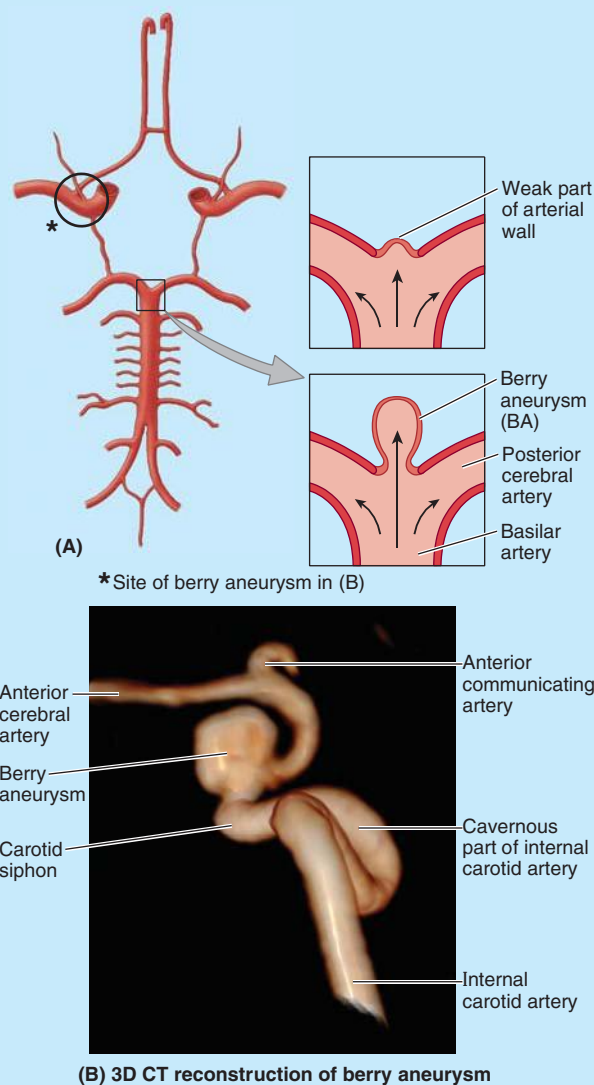 Weak part
of arterial
wall
*
Berry
aneurysm
(BA)
Posterior
cerebral
artery
Basilar
artery
(A)
*Site of berry aneurysm in (B)
Anterior
cerebral
artery
Berry
aneurysm
Carotid
siphon
Anterior
communicating
artery
Cavernous
part of internal
carotid artery
Internal
carotid artery
(B) 3D CT reconstruction of berry aneurysm